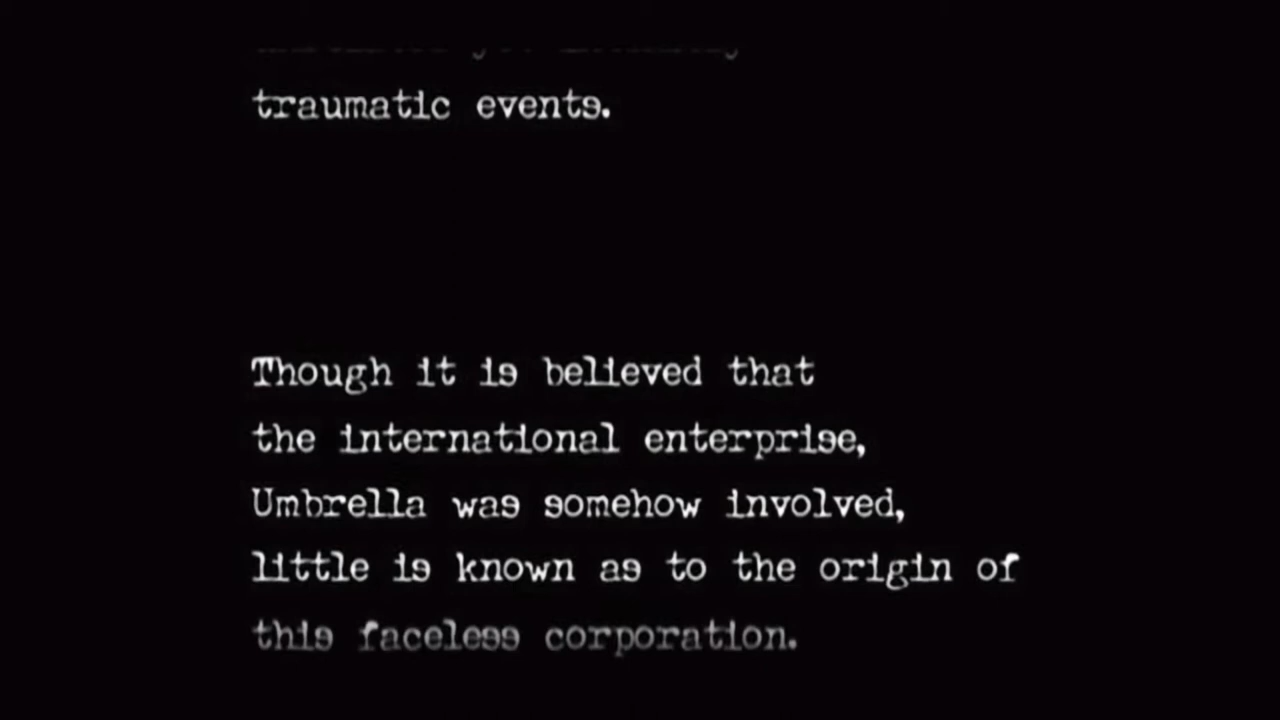 traumatic events.
Though it is believed that
the international enterprise,
Umbrella was somehow involved,
little is known as to the origin of
this faceless corporation.